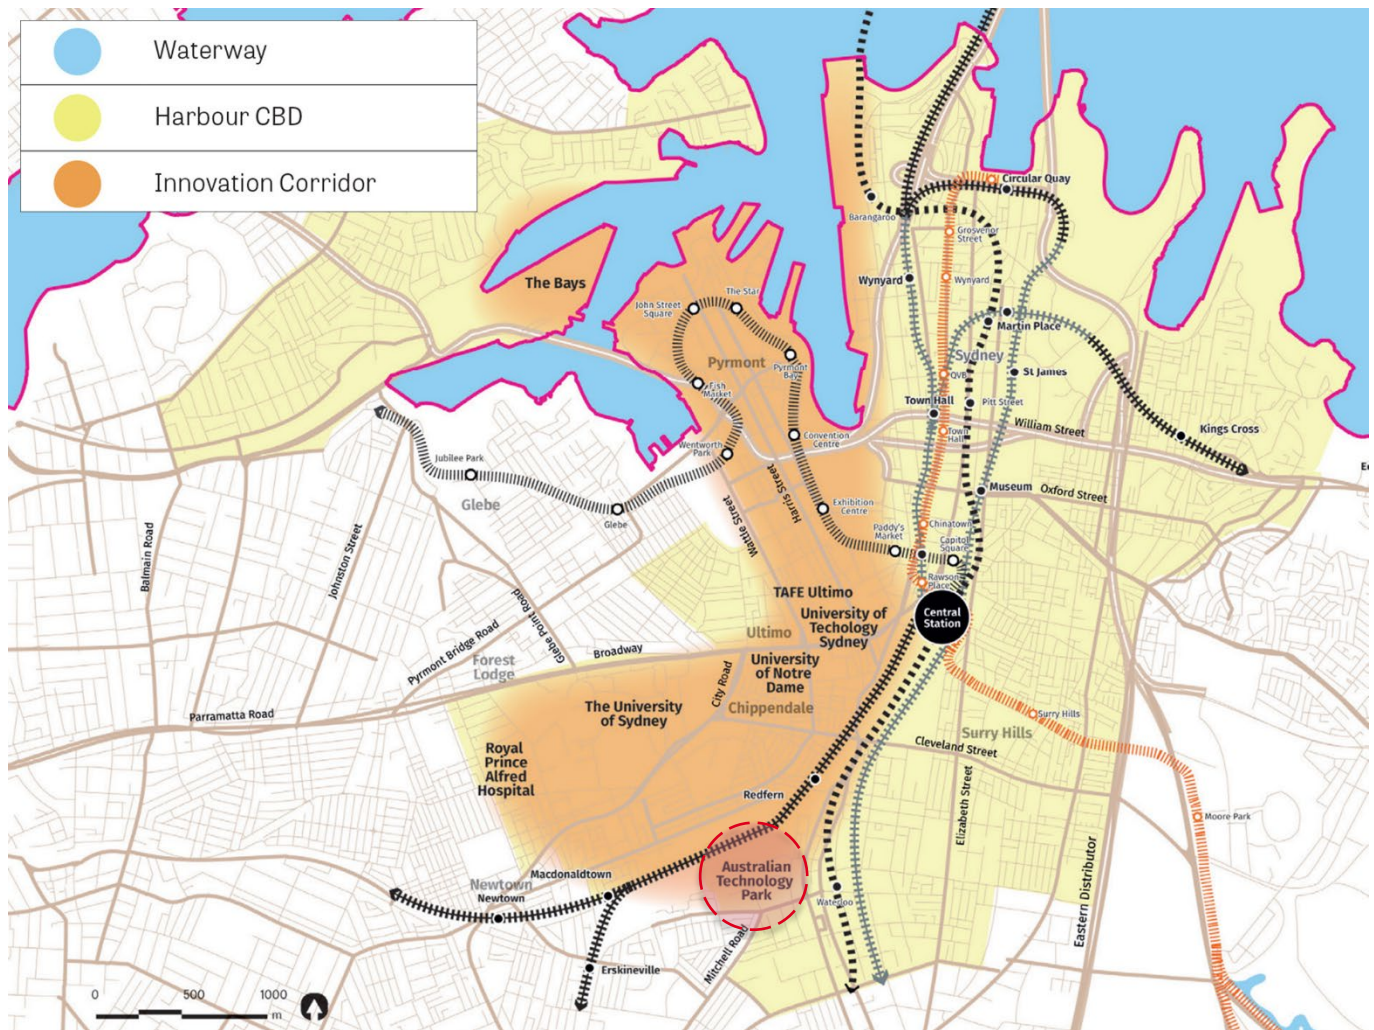 Waterway
Harbour CBD
Innovation Corridor
Circular Quay
Barangaroo
Grosvenor
Street
The Bays
Wynyard
Wynyard
John Street
Square
The Star
Martin Place
Sydney
Pyrmont
Pyrmont
Bay
St James
QVB
Fish
Market
Town Hall
Pitt Street
William Street
Kings Cross
Town
Hall
Convention
Centre
Wentworth
Park
Jubilee Park
Glebe
Glebe
Harris Street
Wattle Street
Museum
Oxford Street
Exhibition
Centre
Paddy's
Market
Chinatown
Capitol
Square
Rawson
Place
Balmain Road
Johnston Street
Glebe Point Road
Pyrmont Bridge Road
TAFE Ultimo
University of
Techology
Sydney
Central
Station
Ultimo
Broadway
Forest
Lodge
University
of Notre
Dame
City Road
Chippendale
The University
of Sydney
Parramatta Road
Surry Hills
Surry Hills
Cleveland Street
Royal
Prince
Alfred
Hospital
Redfern
Elizabeth Street
Moore Park
Eastern Distributor
Australian
Technology
Park
Macdonaldtown
Newtown
Newtown
Waterloo
Mitchell Road
Erskineville
0 500 1000
m